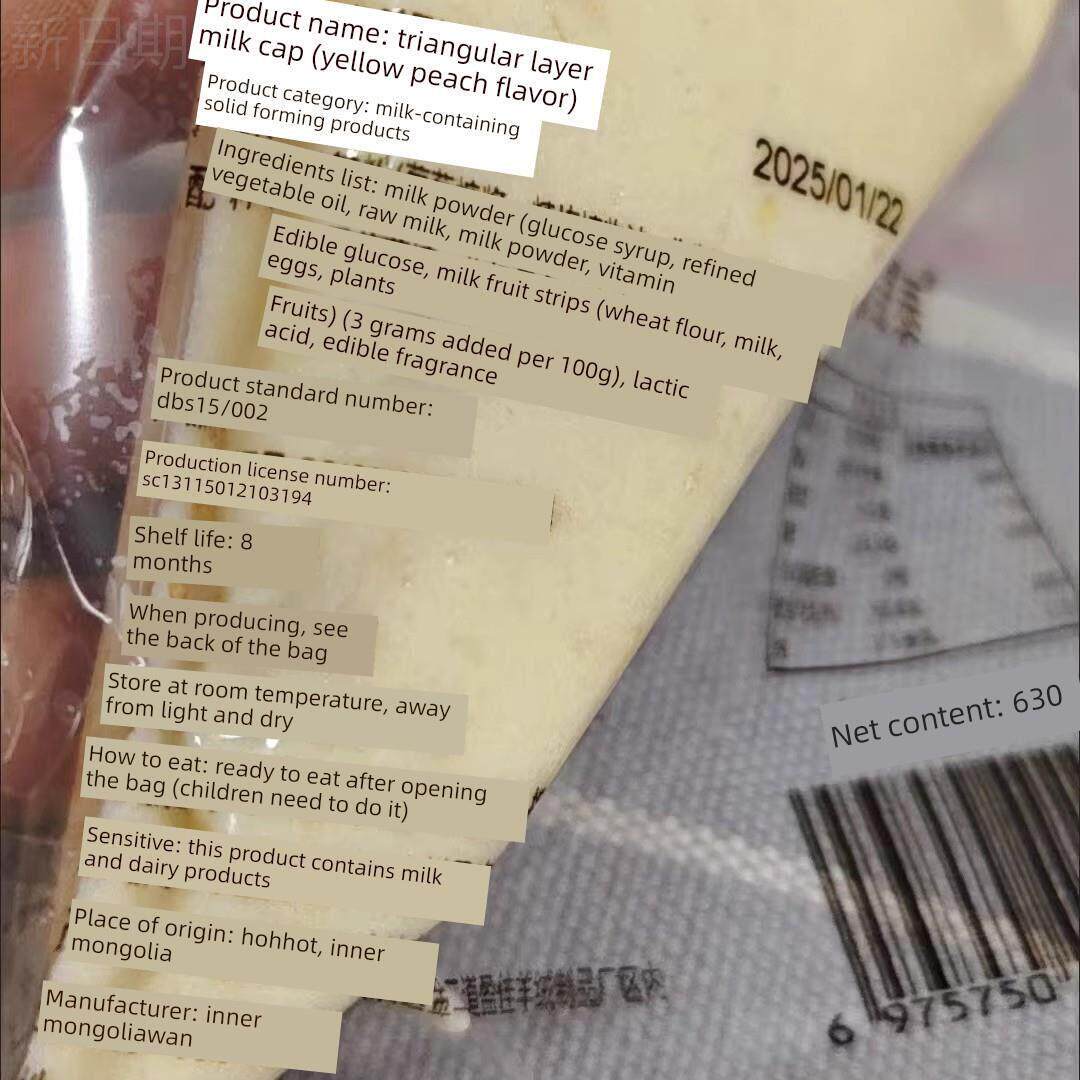 新日期
Product name: triangular layer
milk cap (yellow peach flavor)
Product category: milk-containing
solid forming products
2025/01/22
Ingredients list: milk powder (glucose syrup, refined
vegetable oil, raw milk, milk powder, vitamin
Edible glucose, milk fruit strips (wheat flour, milk,
eggs, plants
Fruits) (3 grams added per 100g), lactic
acid, edible fragrance
Product standard number:
dbs15/002
Production license number:
sc13115012103194
Shelf life: 8
months
When producing, see
the back of the bag
Store at room temperature, away
from light and dry
Net content: 630
How to eat: ready to eat after opening
the bag (children need to do it)
Sensitive: this product contains milk
and dairy products
Place of origin: hohhot, inner
mongolia
Manufacturer: inner
mongoliawan
6 975750